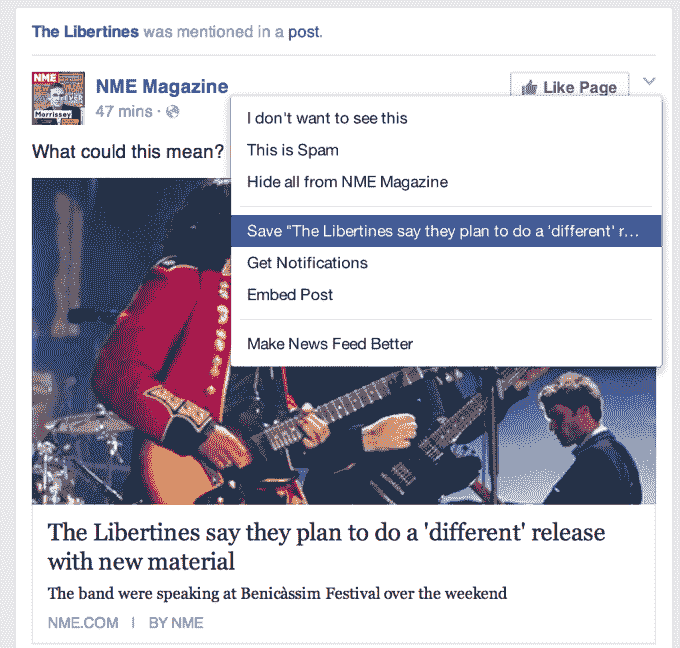 The Libertines was mentioned in a post.
NME
NME Magazine
Like Page
47 mins ·
Morrissey
I don't want to see this
What could this mean?
This is Spam
Hide all from NME Magazine
Save "The Libertines say they plan to do a 'different' r...
Get Notifications
Embed Post
Make News Feed Better
The Libertines say they plan to do a 'different' release
with new material
The band were speaking at Benicàssim Festival over the weekend
NME.COM | BY NME